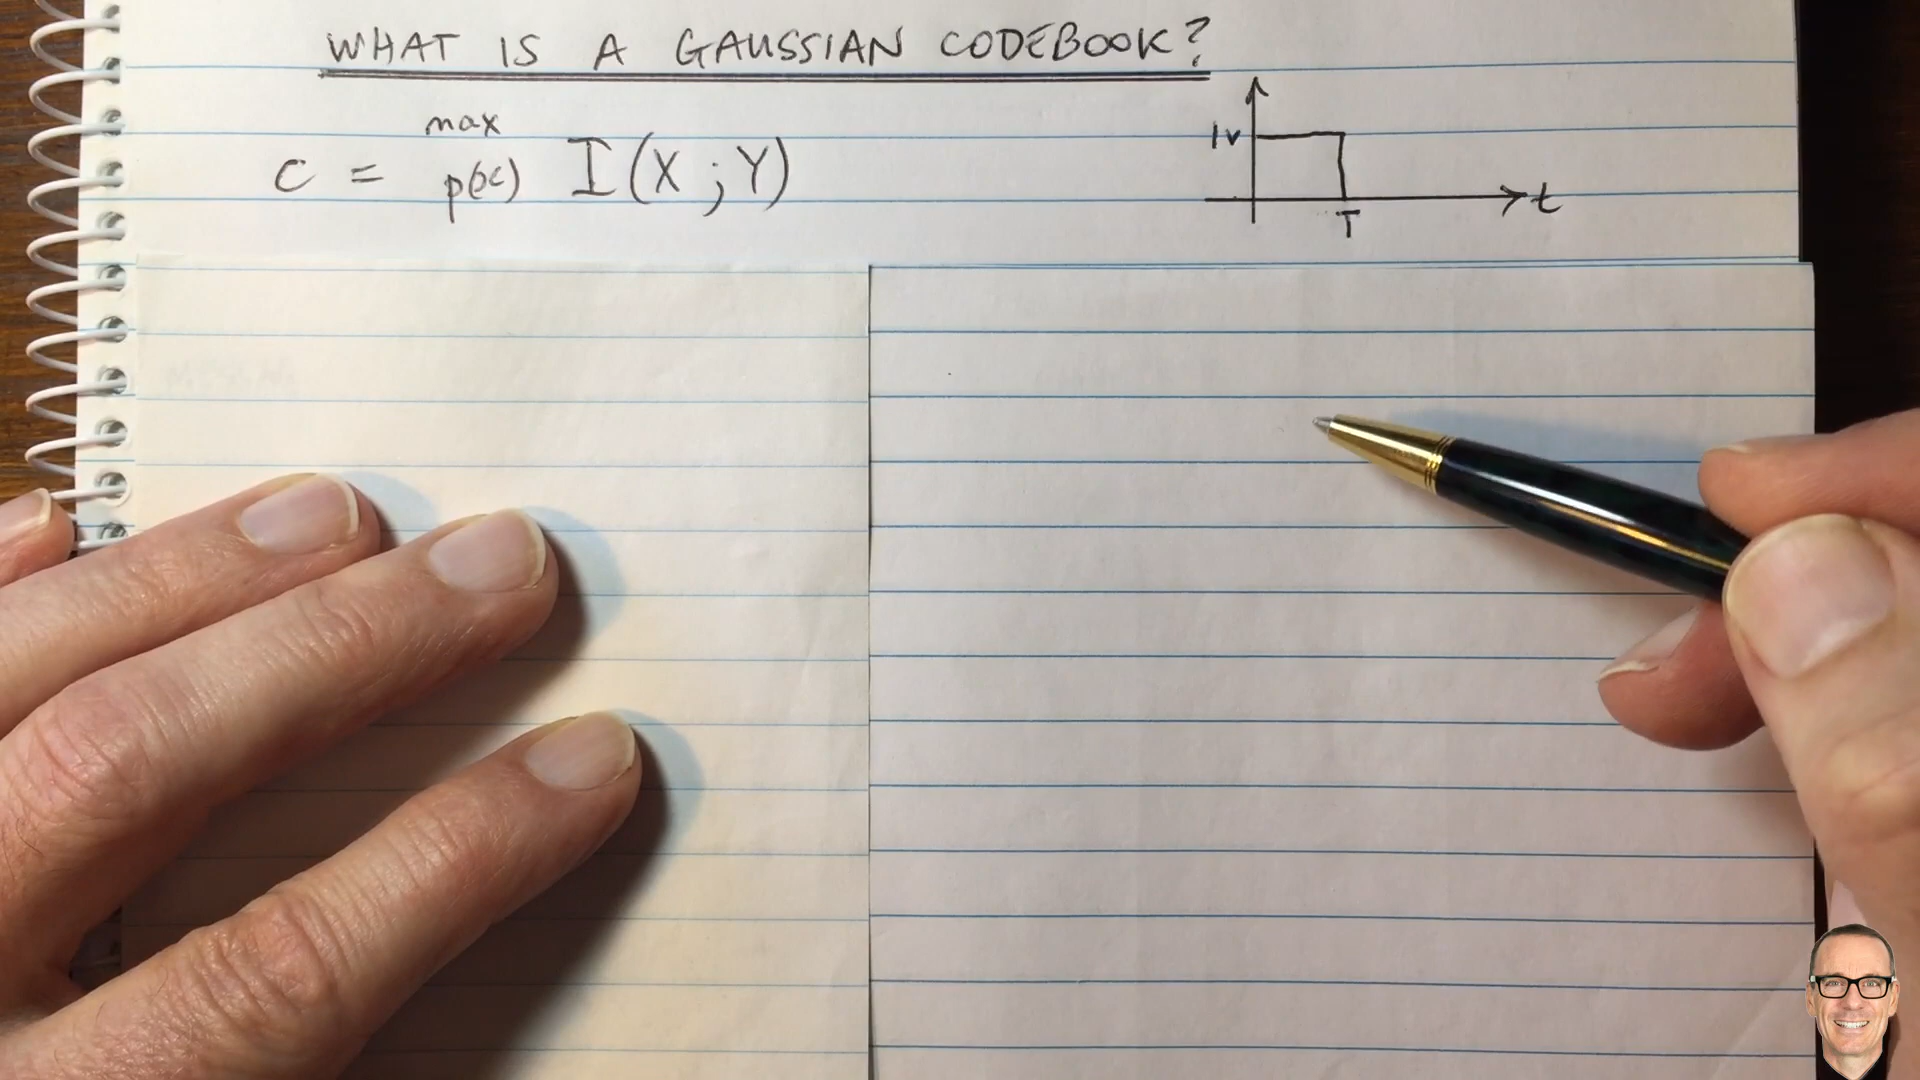 WHAT IS A GAUSSIAN CODEBOOK?
max
C = p(x) I(X;Y)
1v
t
T